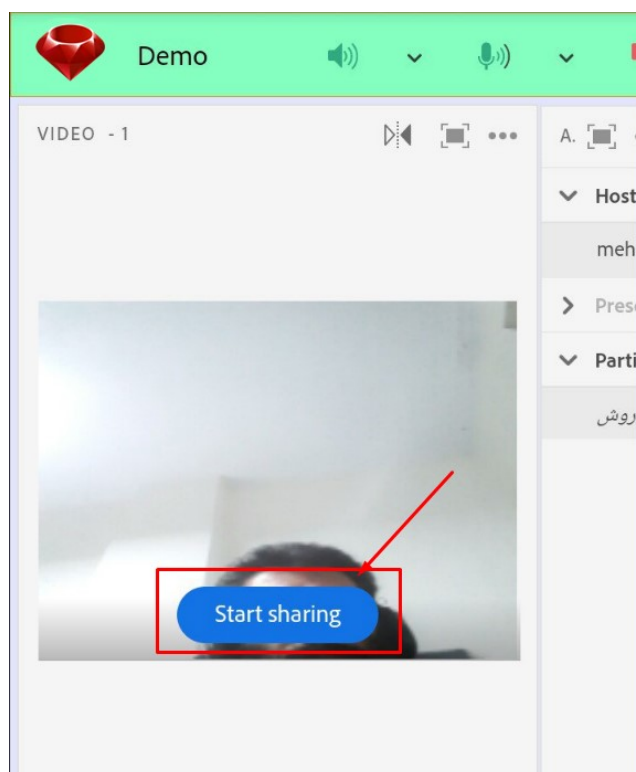 Demo
VIDEO - 1
A.
Host
meh
Prese
Parti
روش
Start sharing